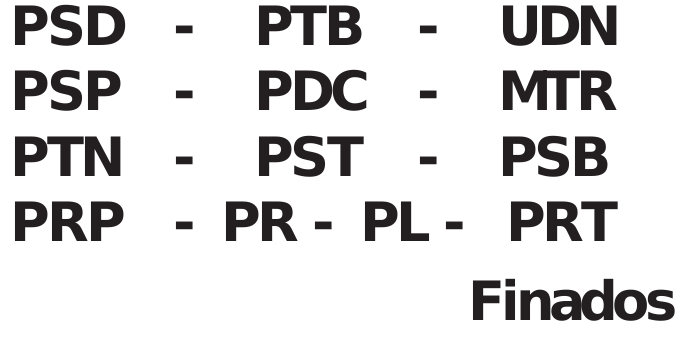 PSD - PTB - UDN
PSP - PDC - MTR
PTN - PST - PSB
PRP - PR - PL - PRT
Finados